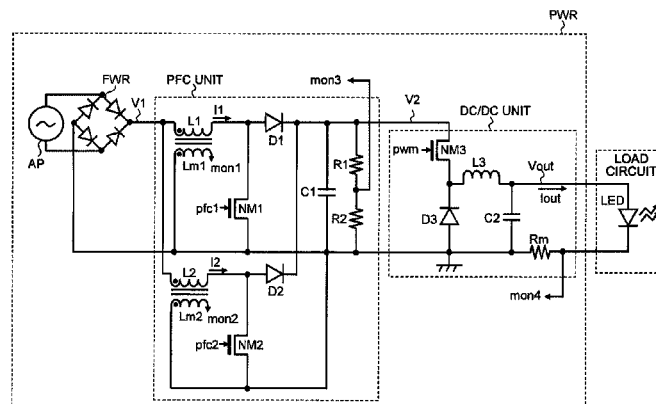 PWR
mon3
FWR
PFC UNIT
V1
V2
DC/DC UNIT
L1
I1
D1
AP
Lm1
mon1
R1
pwm
NM3
L3
Vout
Iout
LOAD
CIRCUIT
LED
C1
pfc1
NM1
R2
D3
C2
Rm
L2
I2
D2
Lm2
mon2
mon4
pfc2
NM2